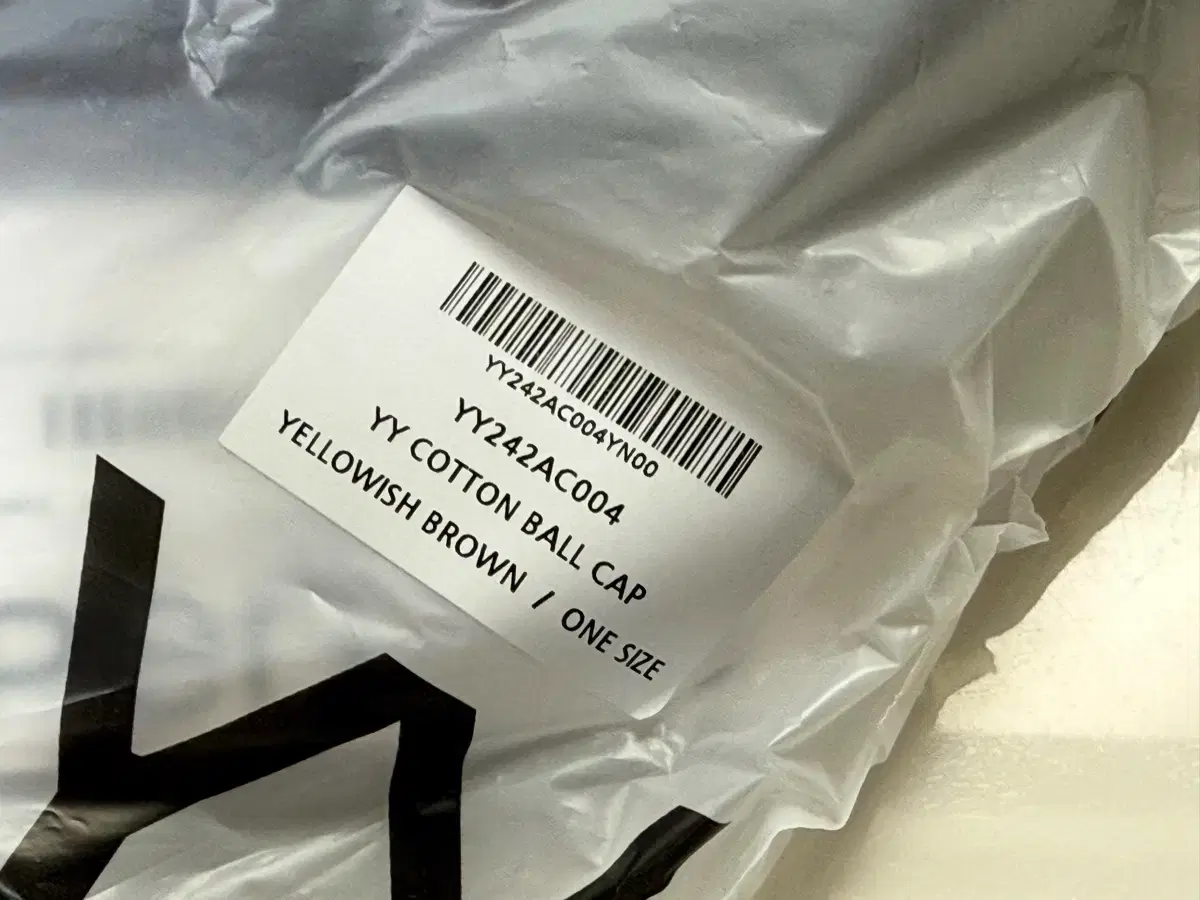 YY242AC004YN00
YY242AC004
YY COTTON BALL CAP
YELLOWISH BROWN / ONE SIZE